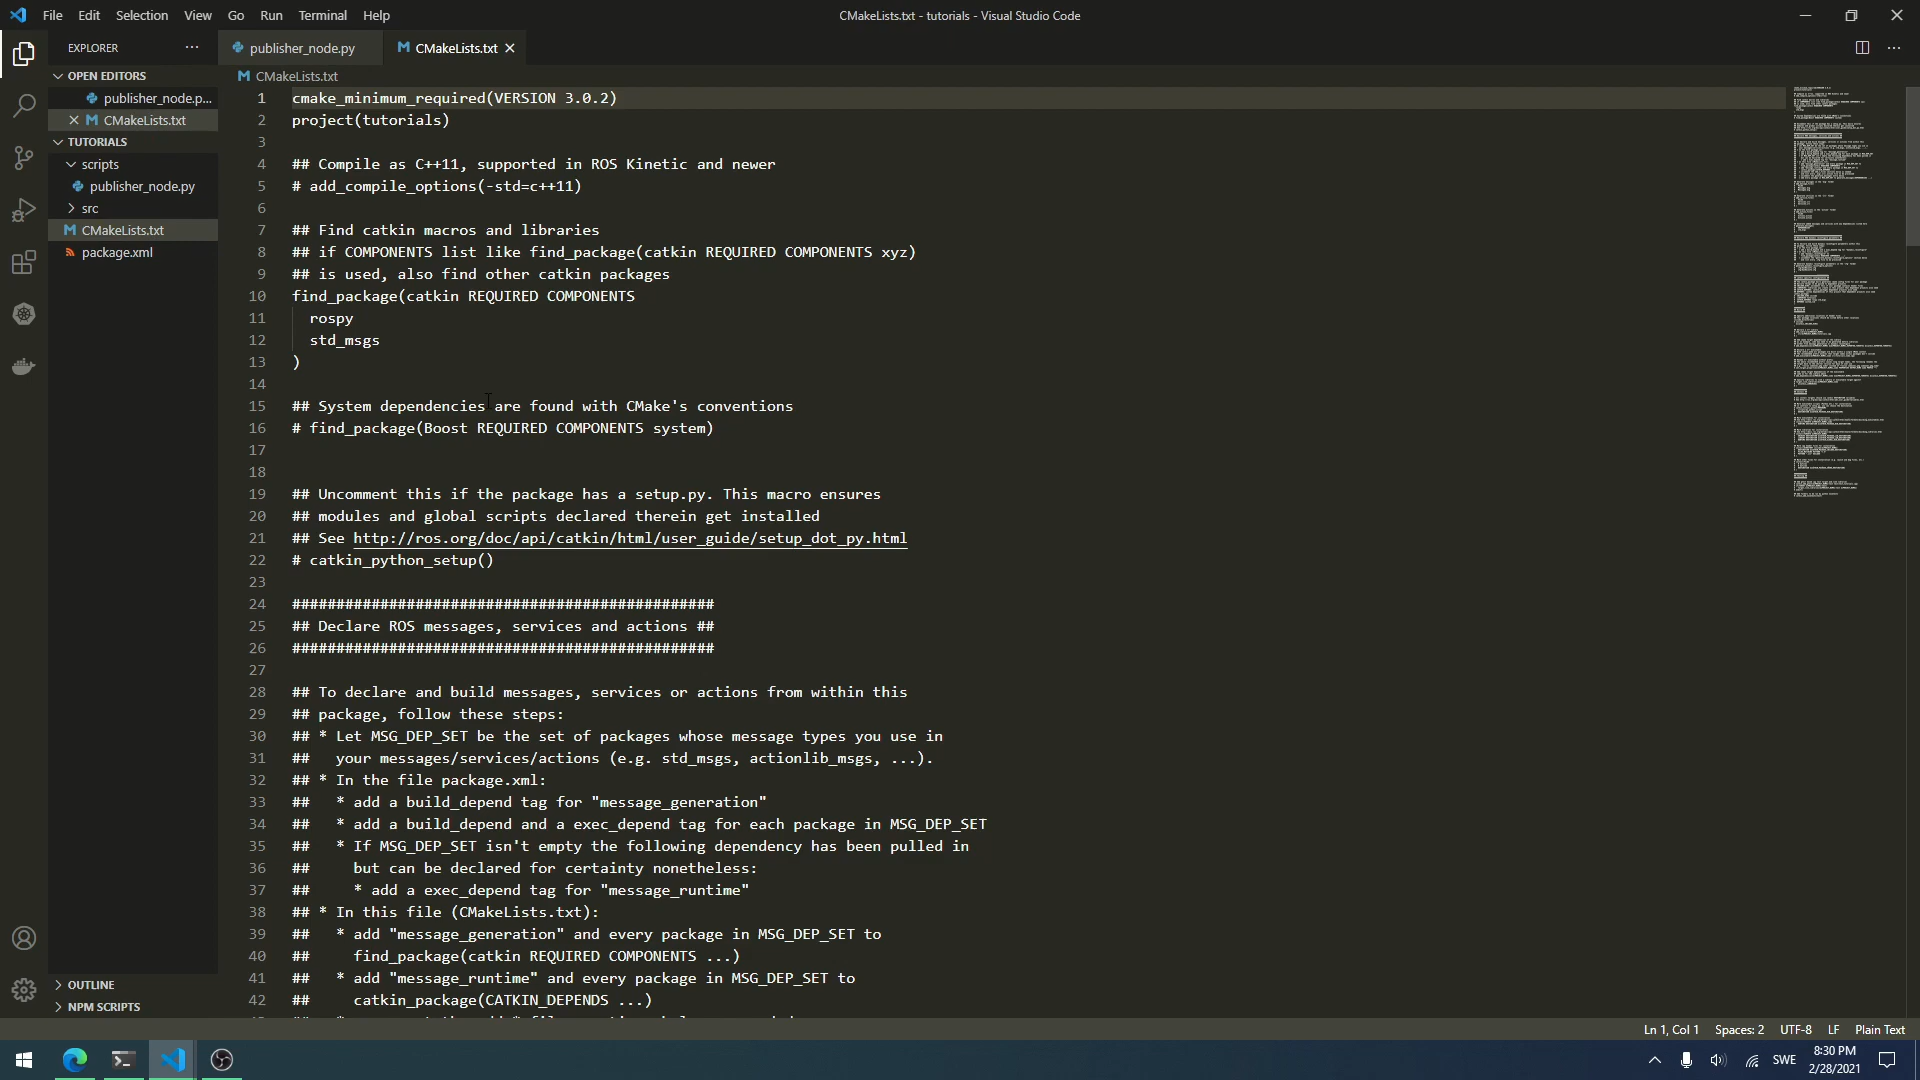 File Edit Selection View Go Run Terminal Help
CMakeLists.txt - tutorials - Visual Studio Code
EXPLORER
OPEN EDITORS
publisher_node.p...
CMakeLists.txt
TUTORIALS
scripts
publisher_node.py
src
CMakeLists.txt
package.xml
OUTLINE
NPM SCRIPTS
publisher_node.py CMakeLists.txt
CMakeLists.txt
1 cmake_minimum_required(VERSION 3.0.2)
2 project(tutorials)
3
4 ## Compile as C++11, supported in ROS Kinetic and newer
5 # add_compile_options(-std=c++11)
6
7 ## Find catkin macros and libraries
8 ## if COMPONENTS list like find_package(catkin REQUIRED COMPONENTS xyz)
9 ## is used, also find other catkin packages
10 find_package(catkin REQUIRED COMPONENTS
11 rospy
12 std_msgs
13 )
14
15 ## System dependencies are found with CMake's conventions
16 # find_package(Boost REQUIRED COMPONENTS system)
17
18
19 ## Uncomment this if the package has a setup.py. This macro ensures
20 ## modules and global scripts declared therein get installed
21 ## See http://ros.org/doc/api/catkin/html/user_guide/setup_dot_py.html
22 # catkin_python_setup()
23
24 ################################################
25 ## Declare ROS messages, services and actions ##
26 ################################################
27
28 ## To declare and build messages, services or actions from within this
29 ## package, follow these steps:
30 ## * Let MSG_DEP_SET be the set of packages whose message types you use in
31 ##   your messages/services/actions (e.g. std_msgs, actionlib_msgs, ...).
32 ## * In the file package.xml:
33 ##   * add a build_depend tag for "message_generation"
34 ##   * add a build_depend and a exec_depend tag for each package in MSG_DEP_SET
35 ##   * If MSG_DEP_SET isn't empty the following dependency has been pulled in
36 ##     but can be declared for certainty nonetheless:
37 ##     * add a exec_depend tag for "message_runtime"
38 ## * In this file (CMakeLists.txt):
39 ##   * add "message_generation" and every package in MSG_DEP_SET to
40 ##     find_package(catkin REQUIRED COMPONENTS ...)
41 ##   * add "message_runtime" and every package in MSG_DEP_SET to
42 ##     catkin_package(CATKIN_DEPENDS ...)
Ln 1, Col 1 Spaces: 2 UTF-8 LF Plain Text
SWE
8:30 PM
2/28/2021